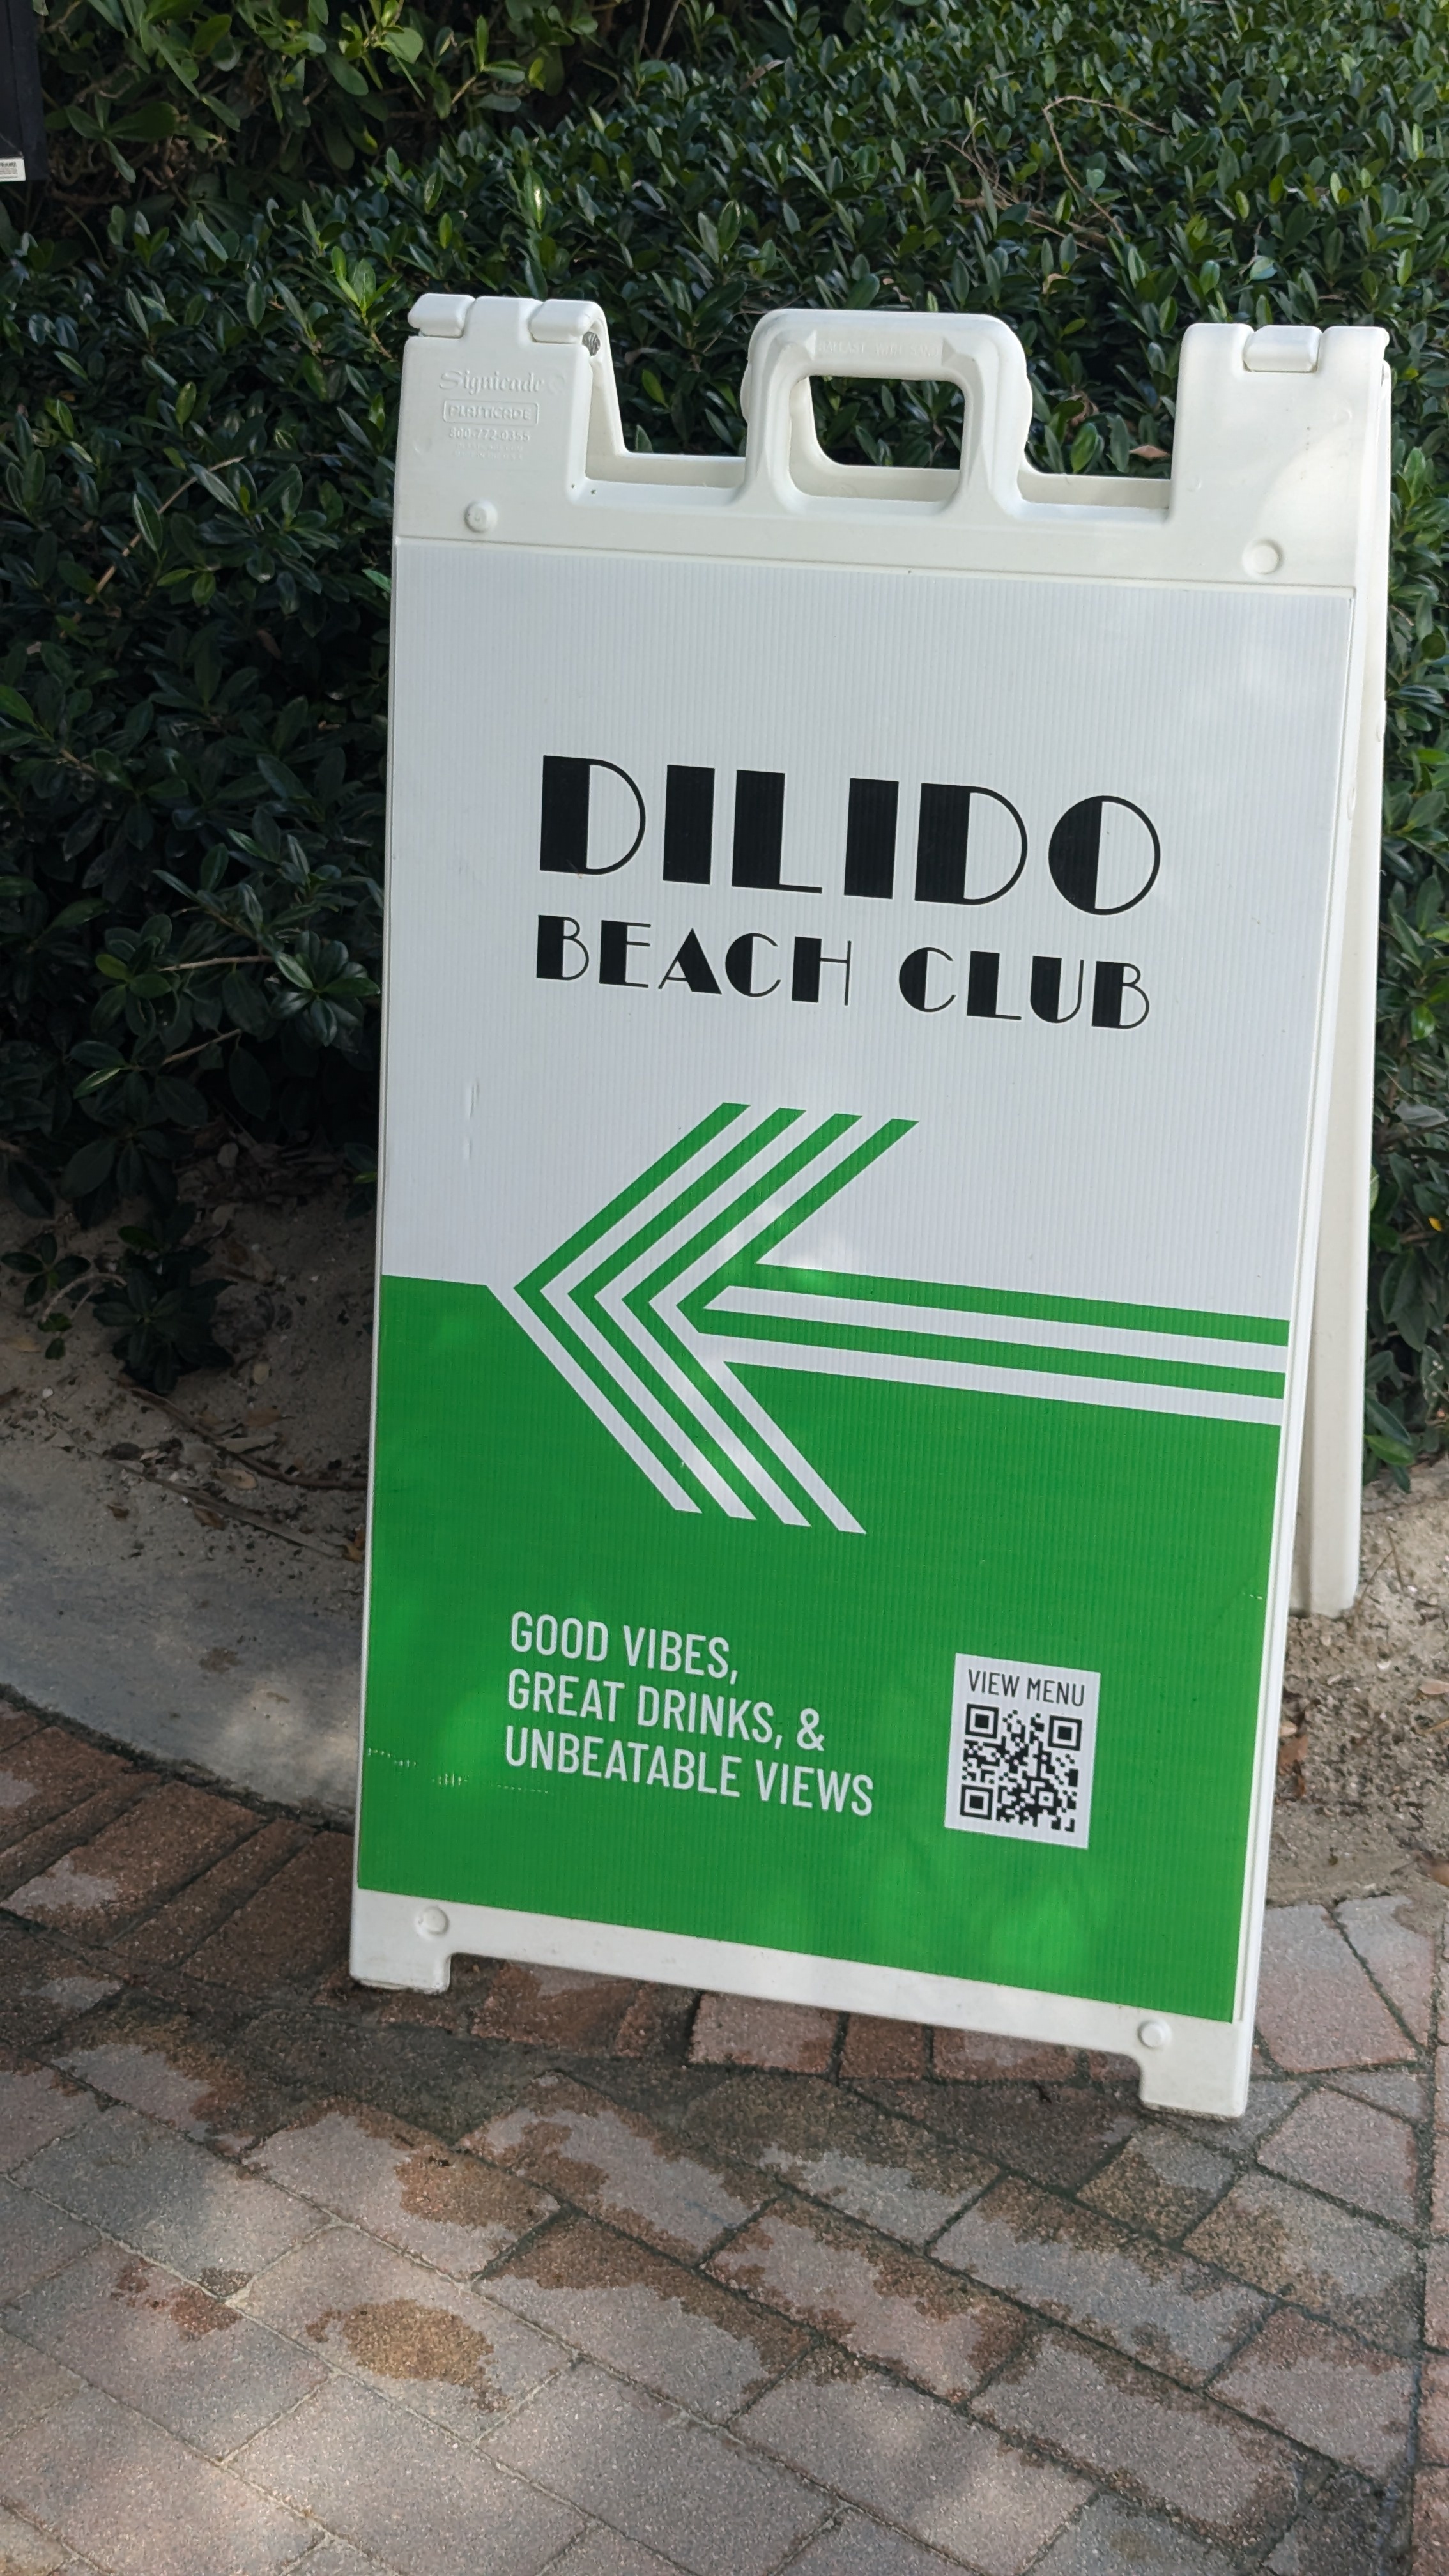 Signicade
PLASTICADE
800-772-0355
DILIDO
BEACH CLUB
GOOD VIBES,
GREAT DRINKS, &
UNBEATABLE VIEWS
VIEW MENU